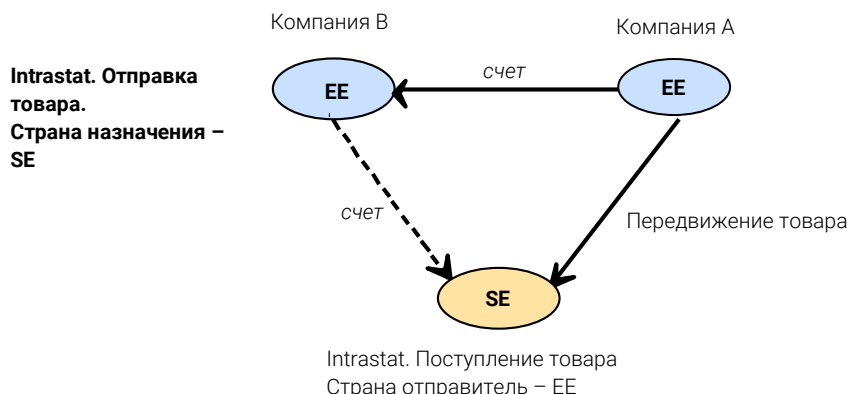 Компания B
Компания A
Intrastat. Отправка
товара.
Страна назначения –
SE
EE
счет
EE
счет
Передвижение товара
SE
Intrastat. Поступление товара
Страна отправитель – EE